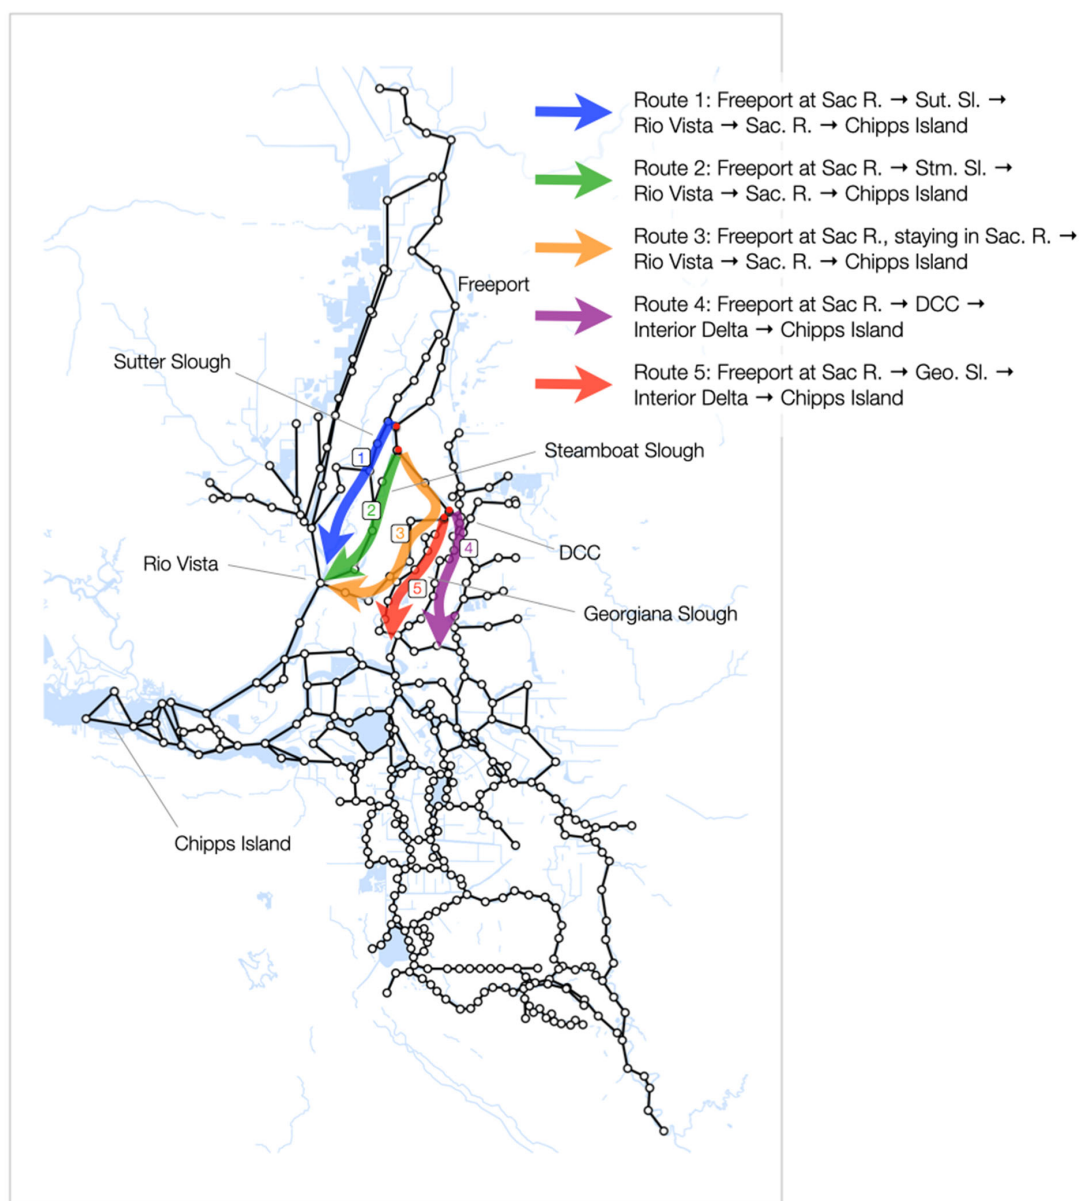 Route 1: Freeport at Sac R. → Sut. Sl. →
Rio Vista → Sac. R. → Chipps Island
Route 2: Freeport at Sac R. → Stm. Sl. →
Rio Vista → Sac. R. → Chipps Island
Route 3: Freeport at Sac R., staying in Sac. R. →
Rio Vista → Sac. R. → Chipps Island
Route 4: Freeport at Sac R. → DCC →
Interior Delta → Chipps Island
Route 5: Freeport at Sac R. → Geo. Sl. →
Interior Delta → Chipps Island
Freeport
Sutter Slough
Steamboat Slough
1
2
3
4
DCC
Rio Vista
5
Georgiana Slough
Chipps Island